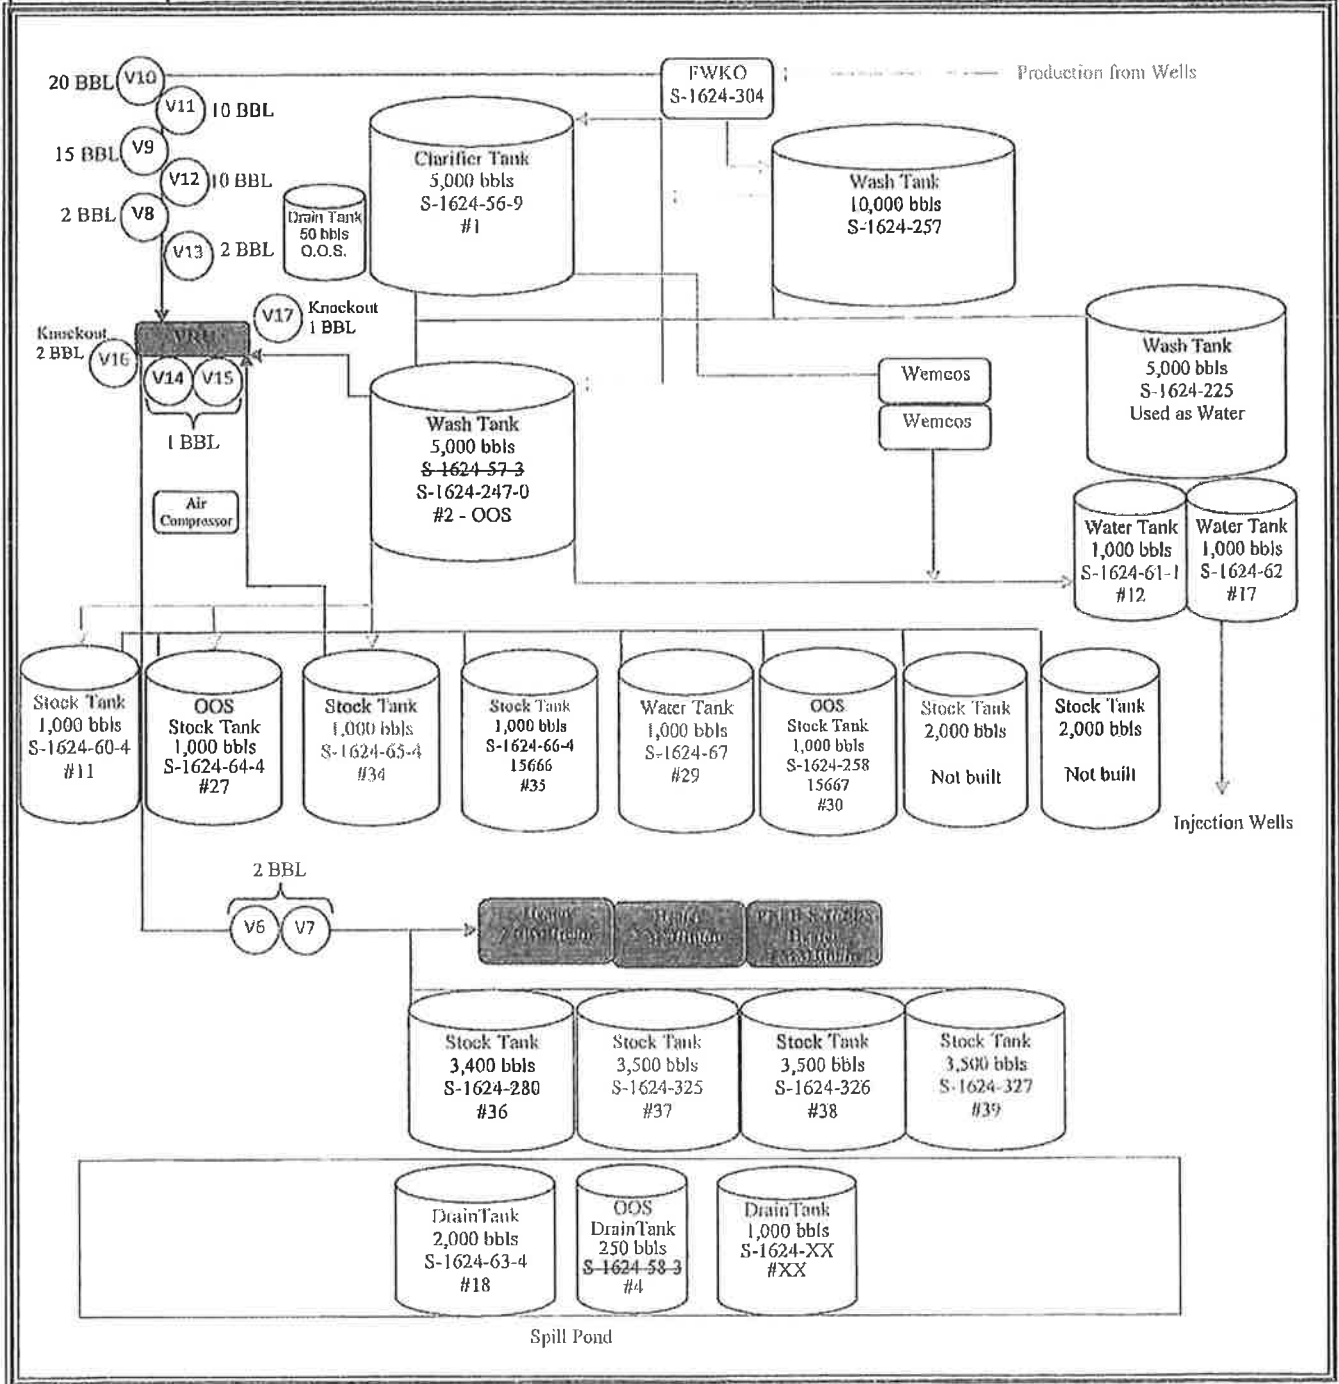 20 BBL
V10
FWKO
S-1624-304
Production from Wells
V11
10 BBL
15 BBL
V9
V12
10 BBL
2 BBL
V8
V13
2 BBL
Drain Tank
50 bbls
O.O.S.
Clarifier Tank
5,000 bbls
S-1624-56-9
#1
Wash Tank
10,000 bbls
S-1624-257
V17
Knockout
1 BBL
Knockout
2 BBL
V16
VRU
V14
V15
1 BBL
Air
Compressor
Wash Tank
5,000 bbls
S-1624-57-3
S-1624-247-0
#2 - OOS
Wemcos
Wemcos
Wash Tank
5,000 bbls
S-1624-225
Used as Water
Water Tank
1,000 bbls
S-1624-61-1
#12
Water Tank
1,000 bbls
S-1624-62
#17
Injection Wells
Stock Tank
1,000 bbls
S-1624-60-4
#11
OOS
Stock Tank
1,000 bbls
S-1624-64-4
#27
Stock Tank
1,000 bbls
S-1624-65-4
#34
Stock Tank
1,000 bbls
S-1624-66-4
15666
#35
Water Tank
1,000 bbls
S-1624-67
#29
OOS
Stock Tank
1,000 bbls
S-1624-258
15667
#30
Stock Tank
2,000 bbls
Not built
Stock Tank
2,000 bbls
Not built
2 BBL
V6
V7
Heater
Heater
Heater
Stock Tank
3,400 bbls
S-1624-280
#36
Stock Tank
3,500 bbls
S-1624-325
#37
Stock Tank
3,500 bbls
S-1624-326
#38
Stock Tank
3,500 bbls
S-1624-327
#39
DrainTank
2,000 bbls
S-1624-63-4
#18
OOS
DrainTank
250 bbls
S-1624-58-3
#4
DrainTank
1,000 bbls
S-1624-XX
#XX
Spill Pond